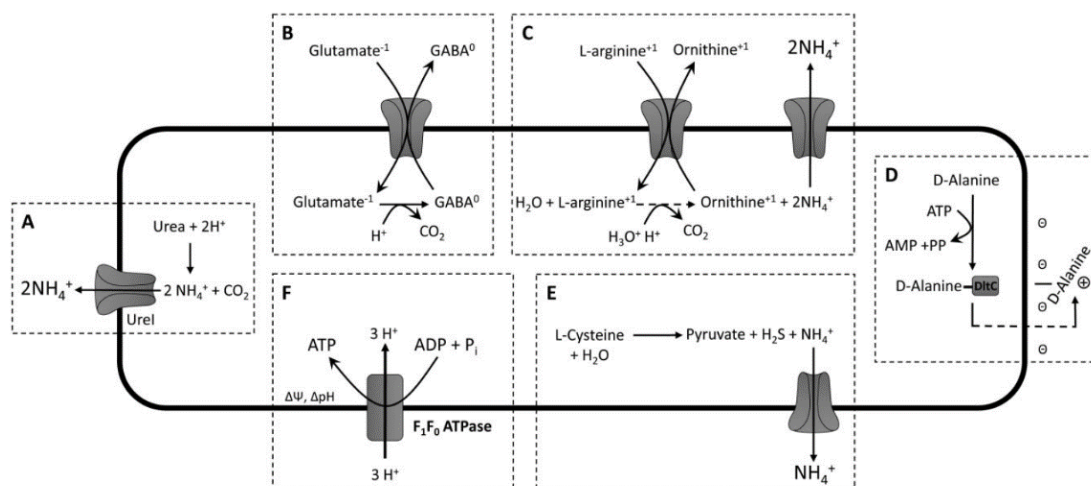 B
Glutamate⁻¹ GABA⁰
Glutamate⁻¹ GABA⁰
H⁺ CO₂
C
L-arginine⁺¹ Ornithine⁺¹ 2NH₄⁺
H₂O + L-arginine⁺¹ Ornithine⁺¹ + 2NH₄⁺
H₃O⁺ H⁺ CO₂
D
D-Alanine
ATP
AMP +PP
D-Alanine DltC
D-Alanine
Θ
Θ
Θ
Θ
⊕
A
Urea + 2H⁺
2NH₄⁺ 2 NH₄⁺ + CO₂
UreI
F
ATP 3 H⁺ ADP + Pᵢ
ΔΨ, ΔpH
F₁F₀ ATPase
3 H⁺
E
L-Cysteine Pyruvate + H₂S + NH₄⁺
+ H₂O
NH₄⁺